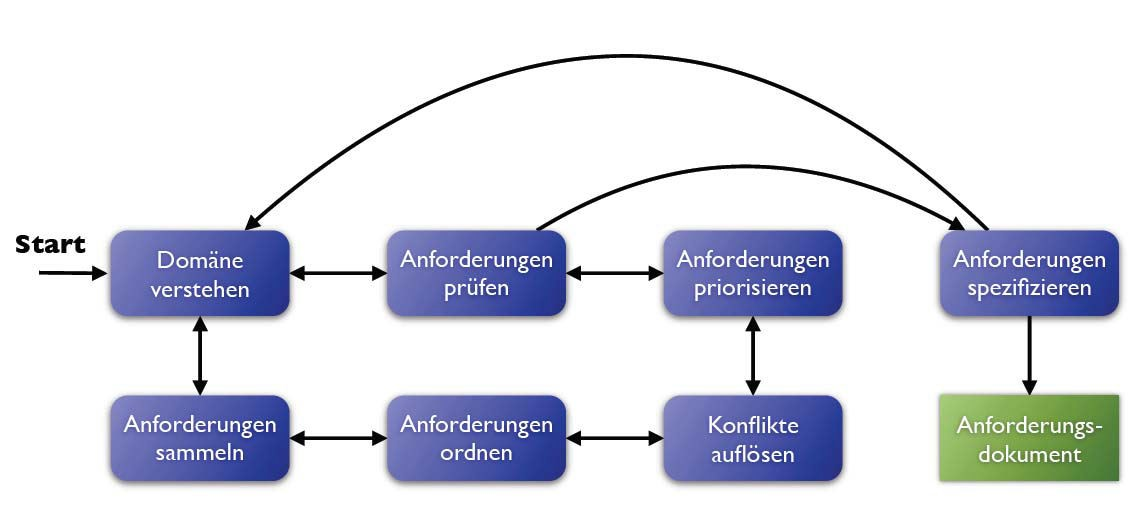 Start
Domäne
verstehen
Anforderungen
prüfen
Anforderungen
priorisieren
Anforderungen
spezifizieren
Anforderungen
sammeln
Anforderungen
ordnen
Konflikte
auflösen
Anforderungs-
dokument